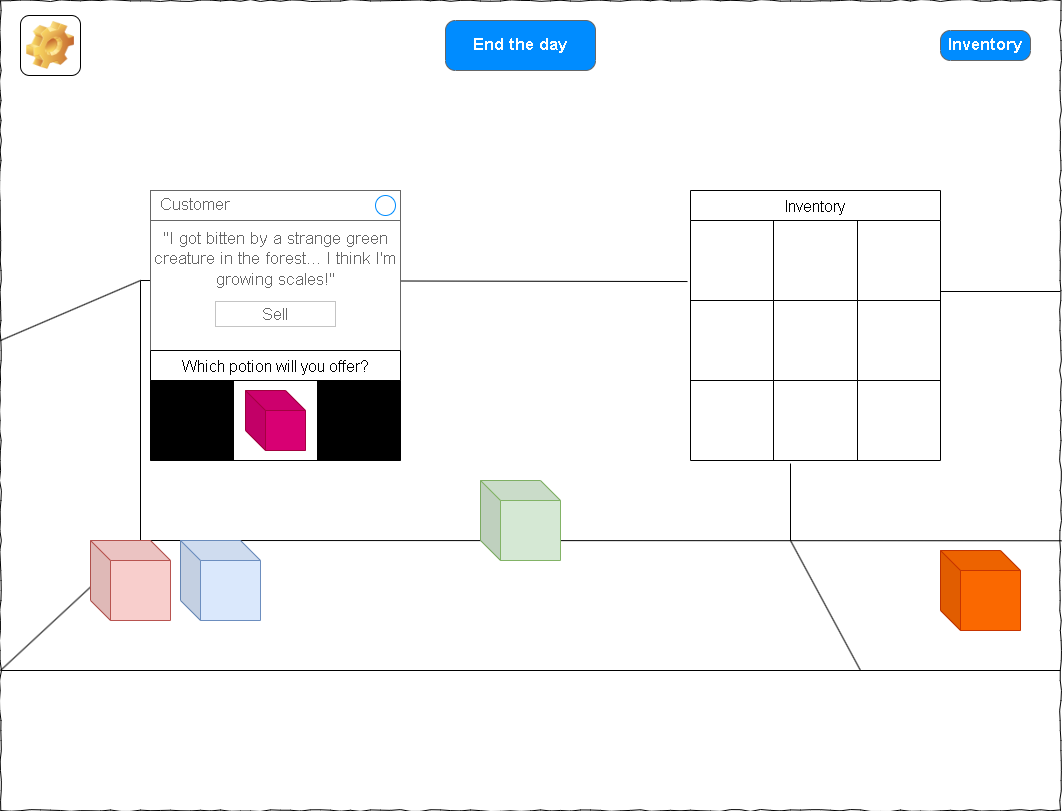 End the day
Inventory
Customer
"I got bitten by a strange green
creature in the forest... I think I'm
growing scales!"
Sell
Which potion will you offer?
Inventory